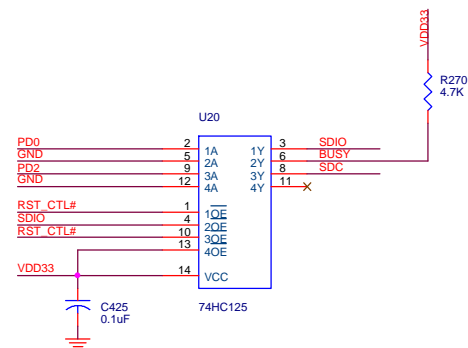 VDD33
R270
4.7K
U20
PD0 2 1A 1Y 3 SDIO
GND 5 2A 2Y 6 BUSY
PD2 9 3A 3Y 8 SDC
GND 12 4A 4Y 11
RST_CTL# 1 1OE
SDIO 4 2OE
RST_CTL# 10 3OE
13 4OE
VDD33 14 VCC
C425
0.1uF
74HC125